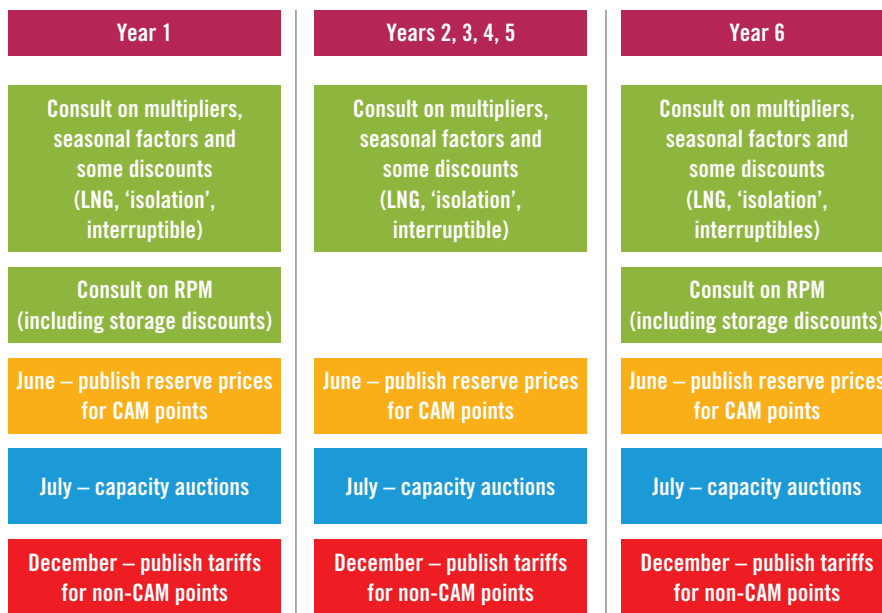 Year 1
Consult on multipliers,
seasonal factors and
some discounts
(LNG, ‘isolation’,
interruptible)
Consult on RPM
(including storage discounts)
June – publish reserve prices
for CAM points
July – capacity auctions
December – publish tariffs
for non-CAM points
Years 2, 3, 4, 5
Consult on multipliers,
seasonal factors and
some discounts
(LNG, ‘isolation’,
interruptible)
June – publish reserve prices
for CAM points
July – capacity auctions
December – publish tariffs
for non-CAM points
Year 6
Consult on multipliers,
seasonal factors and
some discounts
(LNG, ‘isolation’,
interruptibles)
Consult on RPM
(including storage discounts)
June – publish reserve prices
for CAM points
July – capacity auctions
December – publish tariffs
for non-CAM points